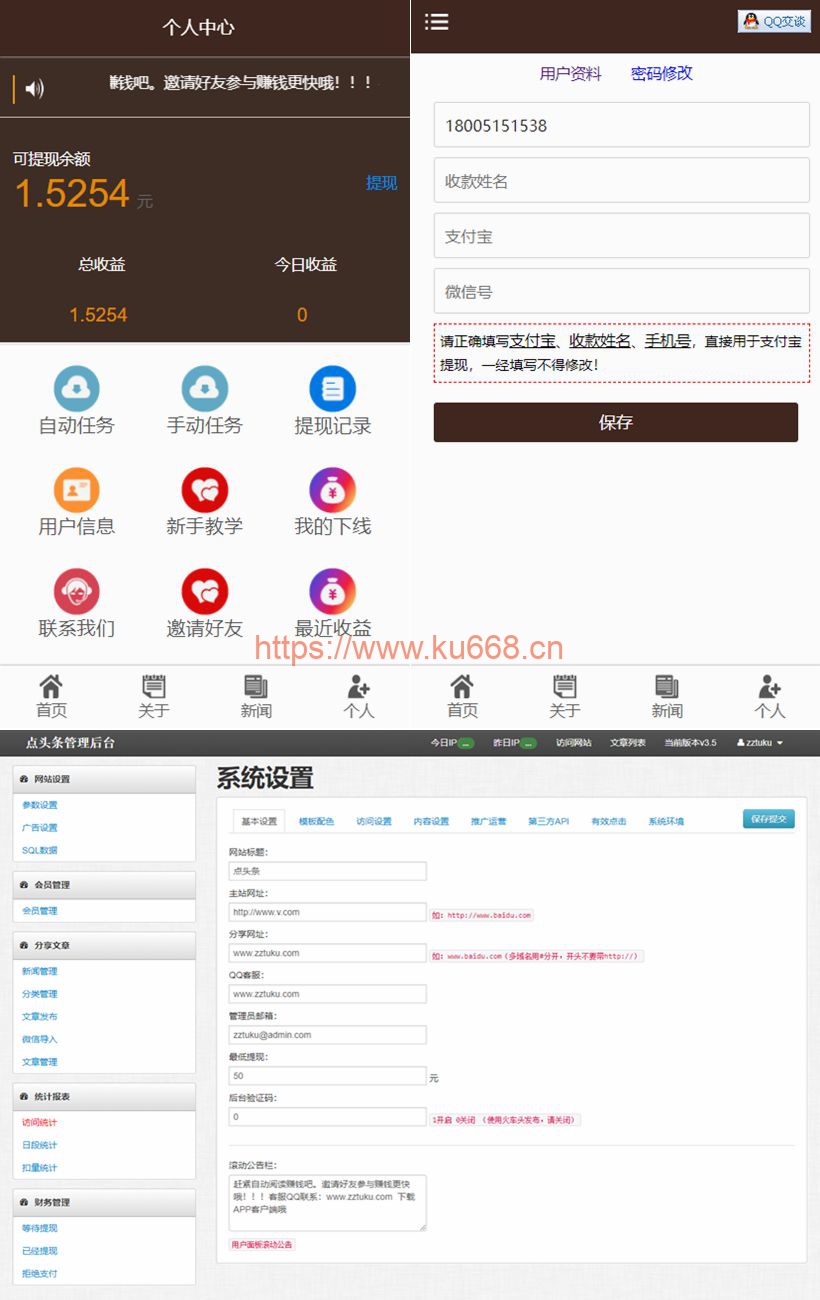 个人中心
赚钱吧。邀请好友参与赚钱更快哦！！！
可提现余额
1.5254 元
提现
总收益
今日收益
1.5254
0
自动任务
手动任务
提现记录
用户信息
新手教学
我的下线
联系我们
邀请好友
最近收益
首页
关于
新闻
个人
QQ交谈
用户资料
密码修改
18005151538
收款姓名
支付宝
微信号
请正确填写支付宝、收款姓名、手机号，直接用于支付宝
提现，一经填写不得修改！
保存
首页
关于
新闻
个人
https://www.ku668.cn
点头条管理后台
今日IP
昨日IP
访问网站
文章列表
当前版本v3.5
zztuku
网站设置
参数设置
广告设置
SQL数据
会员管理
会员管理
分享文章
新闻管理
分类管理
文章发布
微信导入
文章管理
统计报表
访问统计
日段统计
扣量统计
财务管理
等待提现
已经提现
拒绝支付
系统设置
基本设置
模板配色
访问设置
内容设置
推广运营
第三方API
有效点击
系统环境
保存提交
网站标题:
点头条
主站网址:
http://www.v.com
如: http://www.baidu.com
分享网址:
www.zztuku.com
如: www.baidu.com (多域名用#分开，开头不要带http://)
QQ客服:
www.zztuku.com
管理员邮箱:
zztuku@admin.com
最低提现:
50
元
后台验证码:
0
1开启 0关闭 (使用火车头发布，请关闭)
滚动公告栏:
赶紧自动阅读赚钱吧。邀请好友参与赚钱更快
哦！！！客服QQ联系：www.zztuku.com 下载
APP客户端哦
用户面板滚动公告